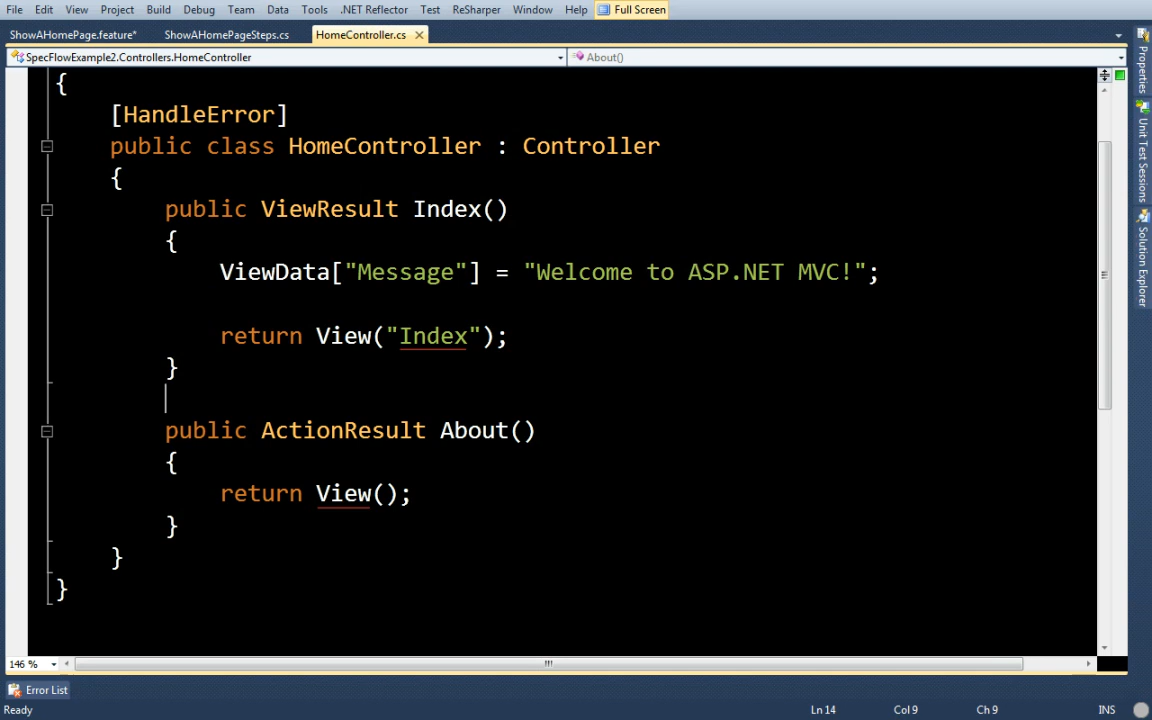 File Edit View Project Build Debug Team Data Tools .NET Reflector Test ReSharper Window Help Full Screen
ShowAHomePage.feature* ShowAHomePageSteps.cs HomeController.cs
SpecFlowExample2.Controllers.HomeController About()
{
[HandleError]
public class HomeController : Controller
{
public ViewResult Index()
{
ViewData["Message"] = "Welcome to ASP.NET MVC!";
return View("Index");
}
public ActionResult About()
{
return View();
}
}
}
Properties
Unit Test Sessions
Solution Explorer
146 %
Error List
Ready Ln 14 Col 9 Ch 9 INS